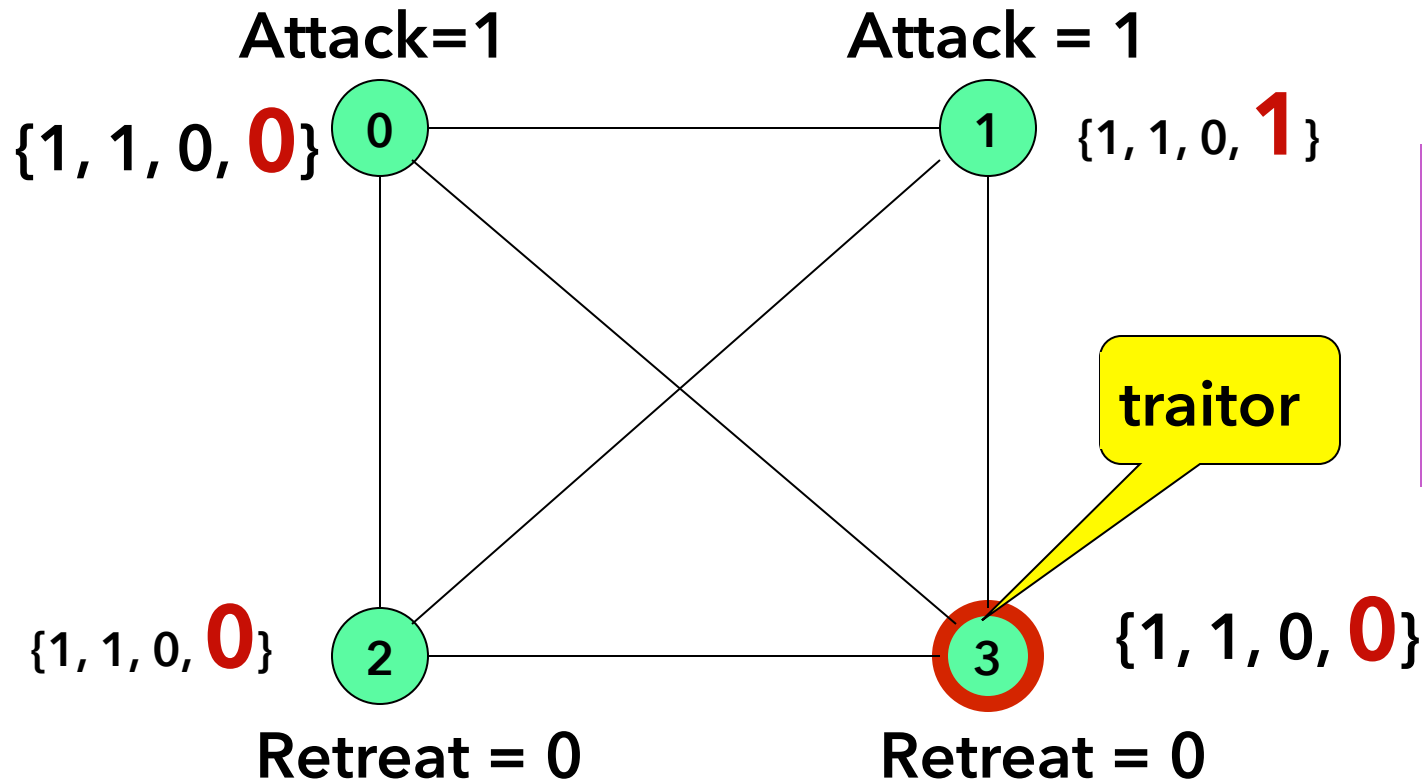 Attack=1
Attack = 1
{1, 1, 0, 0}
0
1
{1, 1, 0, 1}
traitor
{1, 1, 0, 0}
2
3
{1, 1, 0, 0}
Retreat = 0
Retreat = 0